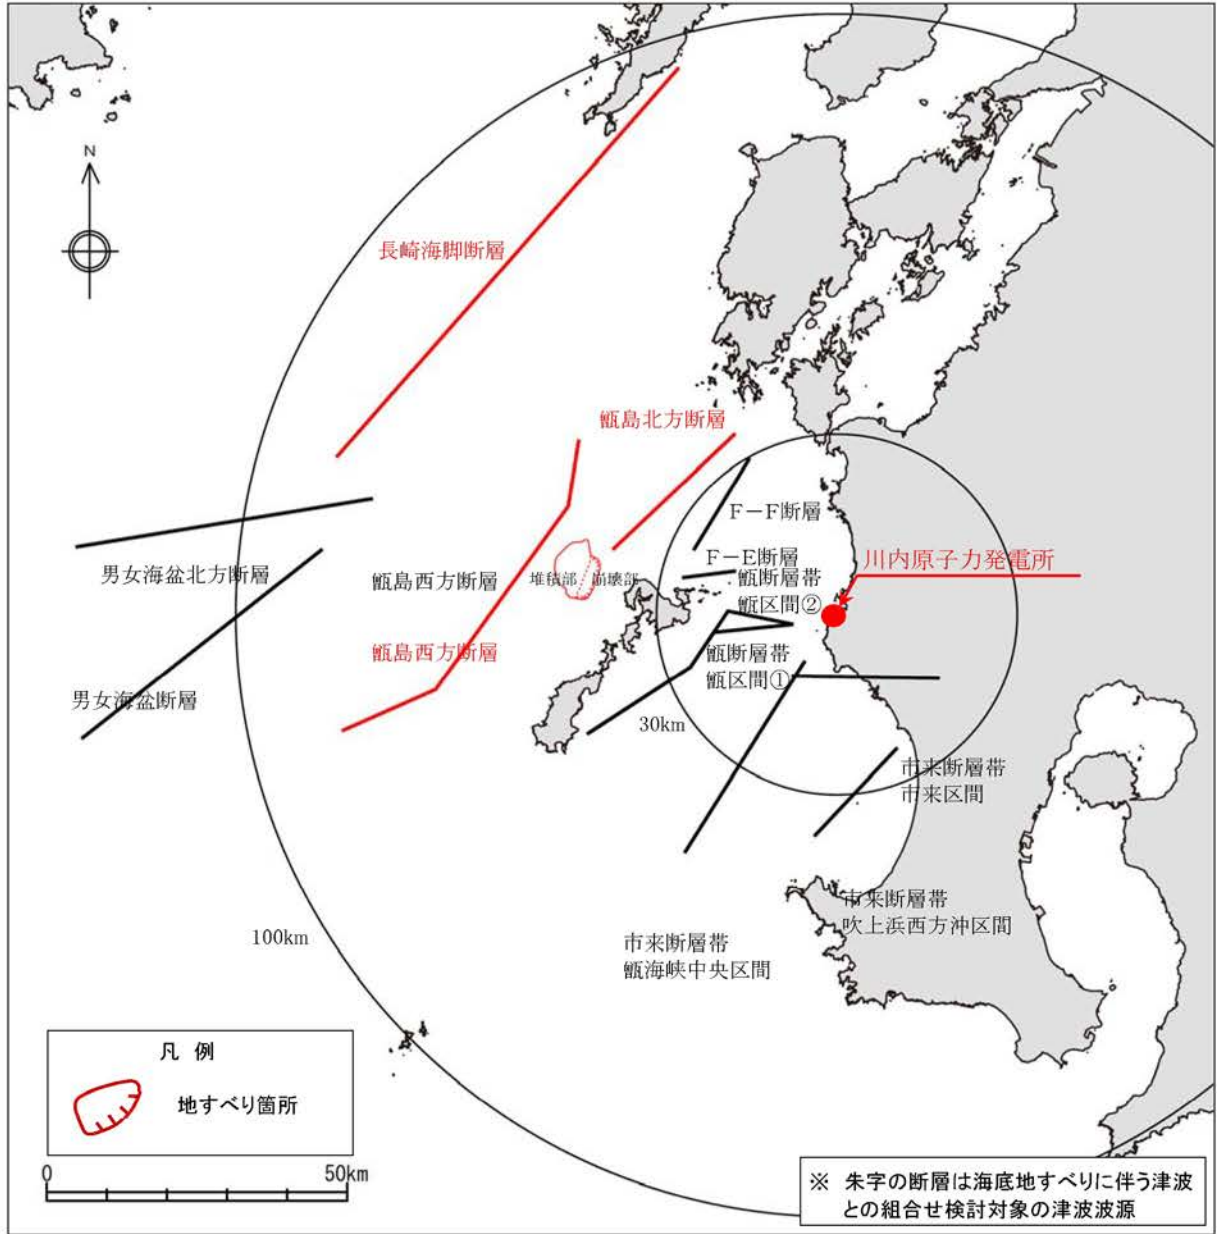 N
長崎海脚断層
甑島北方断層
F－F断層
F－E断層
川内原子力発電所
男女海盆北方断層
甑島西方断層
堆積部
崩壊部
甑断層帯
甑区間②
甑島西方断層
甑断層帯
甑区間①
男女海盆断層
30km
市来断層帯
市来区間
市来断層帯
吹上浜西方沖区間
100km
市来断層帯
甑海峡中央区間
凡 例
地すべり箇所
0
50km
※ 朱字の断層は海底地すべりに伴う津波
との組合せ検討対象の津波波源